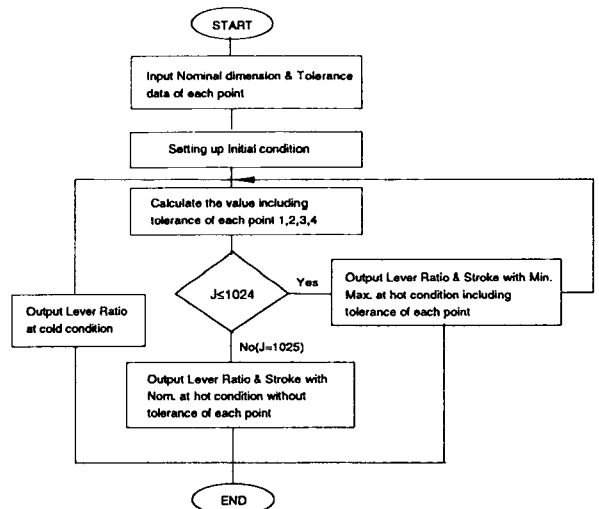 START
Input Nominal dimension & Tolerance
data of each point
Setting up Initial condition
Calculate the value including
tolerance of each point 1,2,3,4
J≤1024
Yes
Output Lever Ratio & Stroke with Min.
Max. at hot condition including
tolerance of each point
Output Lever Ratio
at cold condition
No(J=1025)
Output Lever Ratio & Stroke with
Nom. at hot condition without
tolerance of each point
END